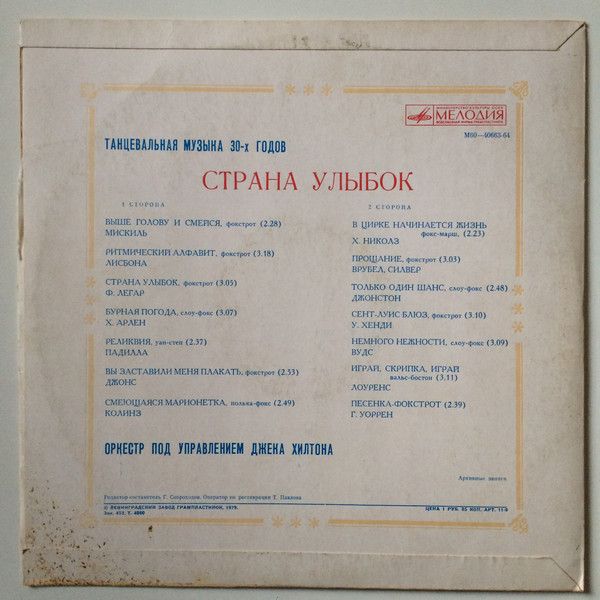 МИНИСТЕРСТВО КУЛЬТУРЫ СССР
МЕЛОДИЯ
ВСЕСОЮЗНАЯ ФИРМА ГРАМПЛАСТИНОК
М60—40663-64
ТАНЦЕВАЛЬНАЯ МУЗЫКА 30-х ГОДОВ
СТРАНА УЛЫБОК
1 СТОРОНА
ВЫШЕ ГОЛОВУ И СМЕЙСЯ, фокстрот (2.28)
МИСКИЛЬ
РИТМИЧЕСКИЙ АЛФАВИТ, фокстрот (3.18)
ЛИСБОНА
СТРАНА УЛЫБОК, фокстрот (3.05)
Ф. ЛЕГАР
БУРНАЯ ПОГОДА, слоу-фокс (3.07)
Х. АРЛЕН
РЕЛИКВИЯ, уан-степ (2.37)
ПАДИЛЛА
ВЫ ЗАСТАВИЛИ МЕНЯ ПЛАКАТЬ, фокстрот (2.53)
ДЖОНС
СМЕЮЩАЯСЯ МАРИОНЕТКА, полька-фокс (2.49)
КОЛИНЗ
2 СТОРОНА
В ЦИРКЕ НАЧИНАЕТСЯ ЖИЗНЬ
фокс-марш, (2.23)
Х. НИКОЛЗ
ПРОЩАНИЕ, фокстрот (3.03)
ВРУБЕЛ, СИЛВЕР
ТОЛЬКО ОДИН ШАНС, слоу-фокс (2.48)
ДЖОНСТОН
СЕНТ-ЛУИС БЛЮЗ, фокстрот (3.10)
У. ХЕНДИ
НЕМНОГО НЕЖНОСТИ, слоу-фокс (3.09)
ВУДС
ИГРАЙ, СКРИПКА, ИГРАЙ
вальс-бостон (3.11)
ЛОУРЕНС
ПЕСЕНКА-ФОКСТРОТ (2.39)
Г. УОРРЕН
ОРКЕСТР ПОД УПРАВЛЕНИЕМ ДЖЕКА ХИЛТОНА
Архивные записи
Редактор-составитель Г. Скороходов. Оператор по реставрации Т. Павлова
© ЛЕНИНГРАДСКИЙ ЗАВОД ГРАМПЛАСТИНОК, 1978.
ЦЕНА 1 РУБ. 92 КОП. АРТ. 11-9